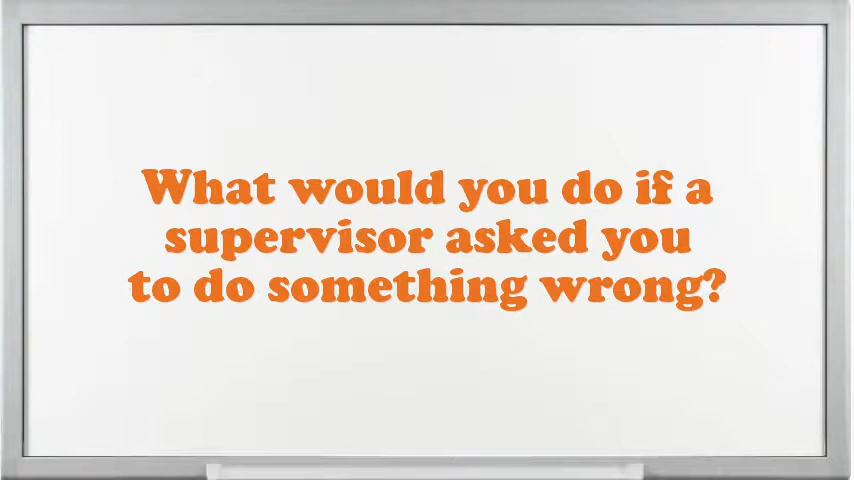 What would you do if a
supervisor asked you
to do something wrong?